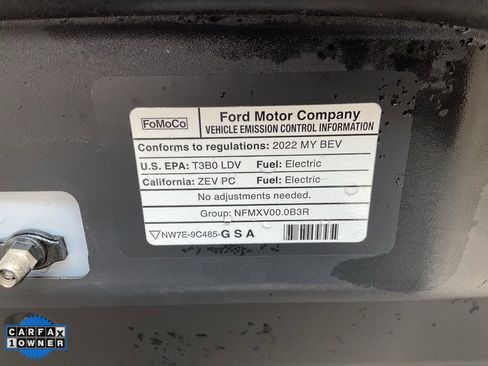 FoMoCo
Ford Motor Company
VEHICLE EMISSION CONTROL INFORMATION
Conforms to regulations: 2022 MY BEV
U.S. EPA: T3B0 LDV Fuel: Electric
California: ZEV PC Fuel: Electric
No adjustments needed.
Group: NFMXV00.0B3R
NW7E-9C485-GSA
CARFAX
1 OWNER